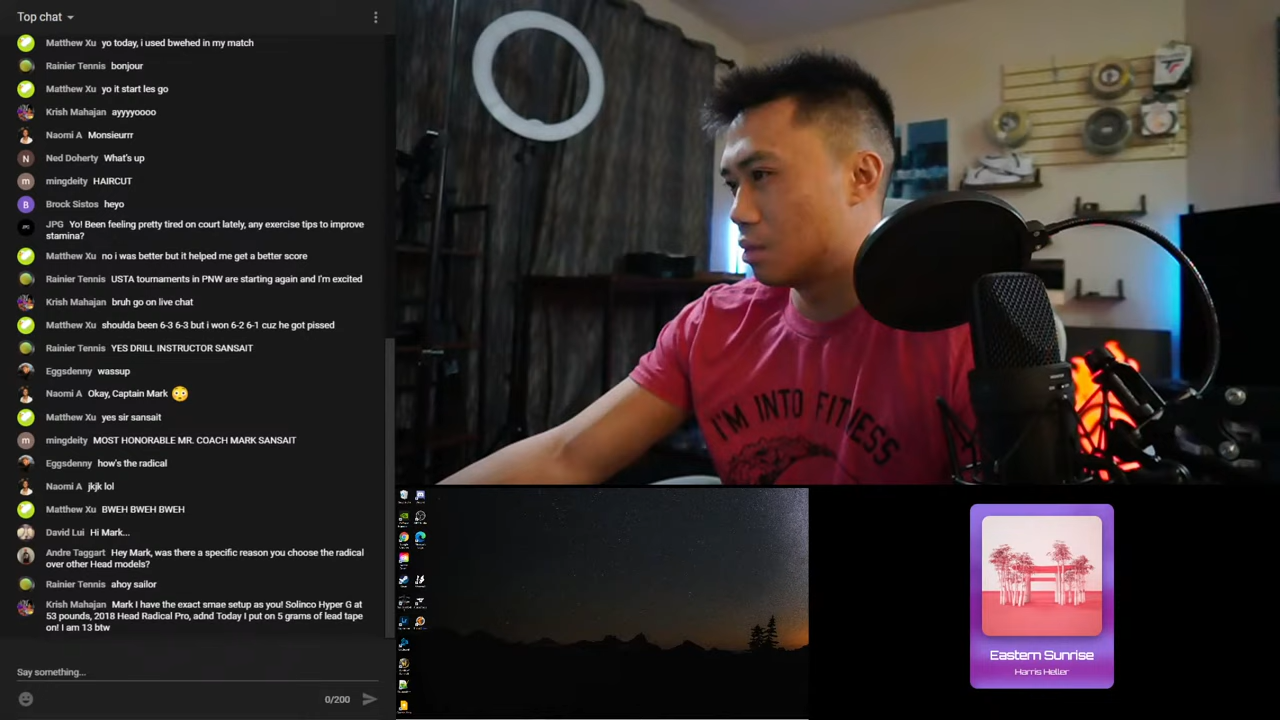 Top chat
Matthew Xu yo today, i used bwehed in my match
Rainier Tennis bonjour
Matthew Xu yo it start les go
Krish Mahajan ayyyyoooo
Naomi A Monsieurrr
N
Ned Doherty What's up
m
mingdeity HAIRCUT
B
Brock Sistos heyo
JPG Yo! Been feeling pretty tired on court lately, any exercise tips to improve
stamina?
Matthew Xu no i was better but it helped me get a better score
Rainier Tennis USTA tournaments in PNW are starting again and I'm excited
Krish Mahajan bruh go on live chat
Matthew Xu shoulda been 6-3 6-3 but i won 6-2 6-1 cuz he got pissed
Rainier Tennis YES DRILL INSTRUCTOR SANSAIT
Eggsdenny wassup
Naomi A Okay, Captain Mark 😳
Matthew Xu yes sir sansait
m
mingdeity MOST HONORABLE MR. COACH MARK SANSAIT
Eggsdenny how's the radical
Naomi A jkjk lol
Matthew Xu BWEH BWEH BWEH
David Lui Hi Mark...
Andre Taggart Hey Mark, was there a specific reason you choose the radical
over other Head models?
Rainier Tennis ahoy sailor
Krish Mahajan Mark I have the exact smae setup as you! Solinco Hyper G at
53 pounds, 2018 Head Radical Pro, adnd Today I put on 5 grams of lead tape
on! I am 13 btw
Say something...
0/200
I'M INTO FITNESS
Eastern Sunrise
Harris Heller